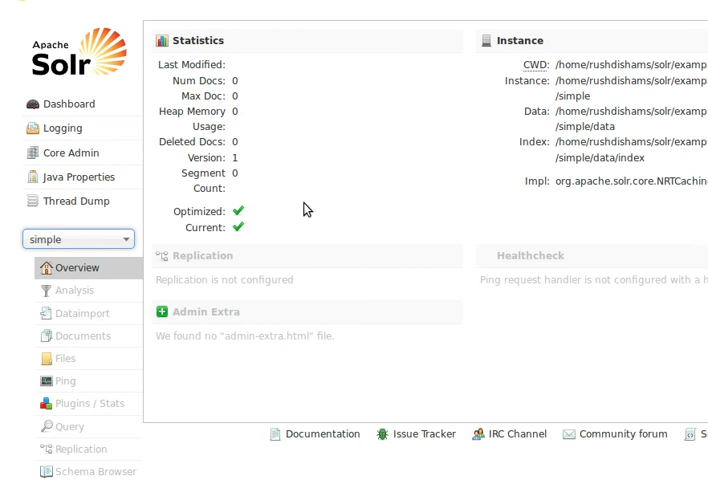 Apache
Solr
Dashboard
Logging
Core Admin
Java Properties
Thread Dump
simple
Overview
Analysis
Dataimport
Documents
Files
Ping
Plugins / Stats
Query
Replication
Schema Browser
Statistics
Last Modified:
Num Docs: 0
Max Doc: 0
Heap Memory 0
Usage:
Deleted Docs: 0
Version: 1
Segment 0
Count:
Optimized:
Current:
Instance
CWD: /home/rushdishams/solr/examp
Instance: /home/rushdishams/solr/examp
/simple
Data: /home/rushdishams/solr/examp
/simple/data
Index: /home/rushdishams/solr/examp
/simple/data/index
Impl: org.apache.solr.core.NRTCachin
Replication
Replication is not configured
Healthcheck
Ping request handler is not configured with a h
Admin Extra
We found no "admin-extra.html" file.
Documentation
Issue Tracker
IRC Channel
Community forum
S